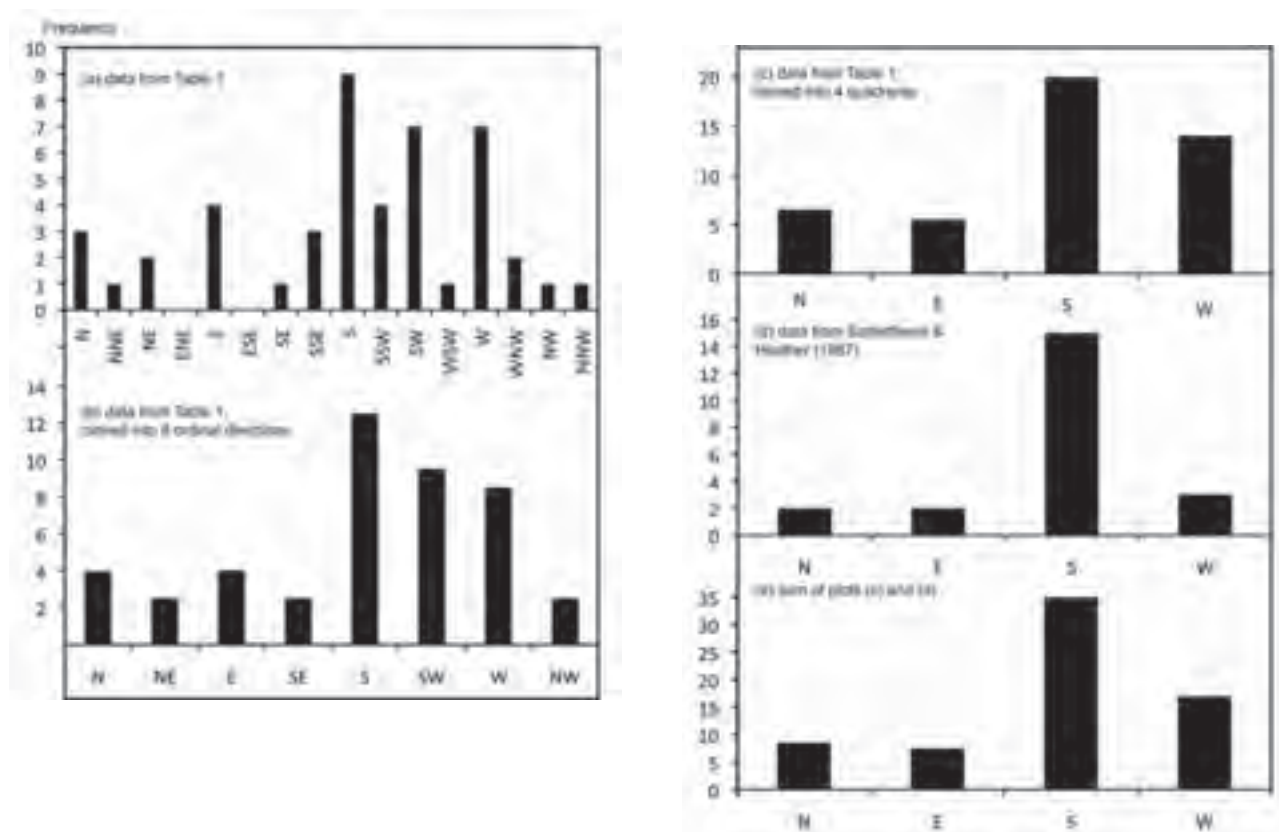 Frequency
10
9
8
7
6
5
4
3
2
1
0
(a) data from Table 1
N NNE NE ENE E ESE SE SSE S SSW SW WSW W WNW NW NNW
14
12
10
8
6
4
2
(b) data from Table 1,
binned into 8 ordinal directions
N NE E SE S SW W NW
20
15
10
5
0
(c) data from Table 1,
binned into 4 quadrants
N E S W
16
14
12
10
8
6
4
2
0
(d) data from &
Heather (1987)
N E S W
35
30
25
20
15
10
5
0
(e) sum of plots (c) and (d)
N E S W